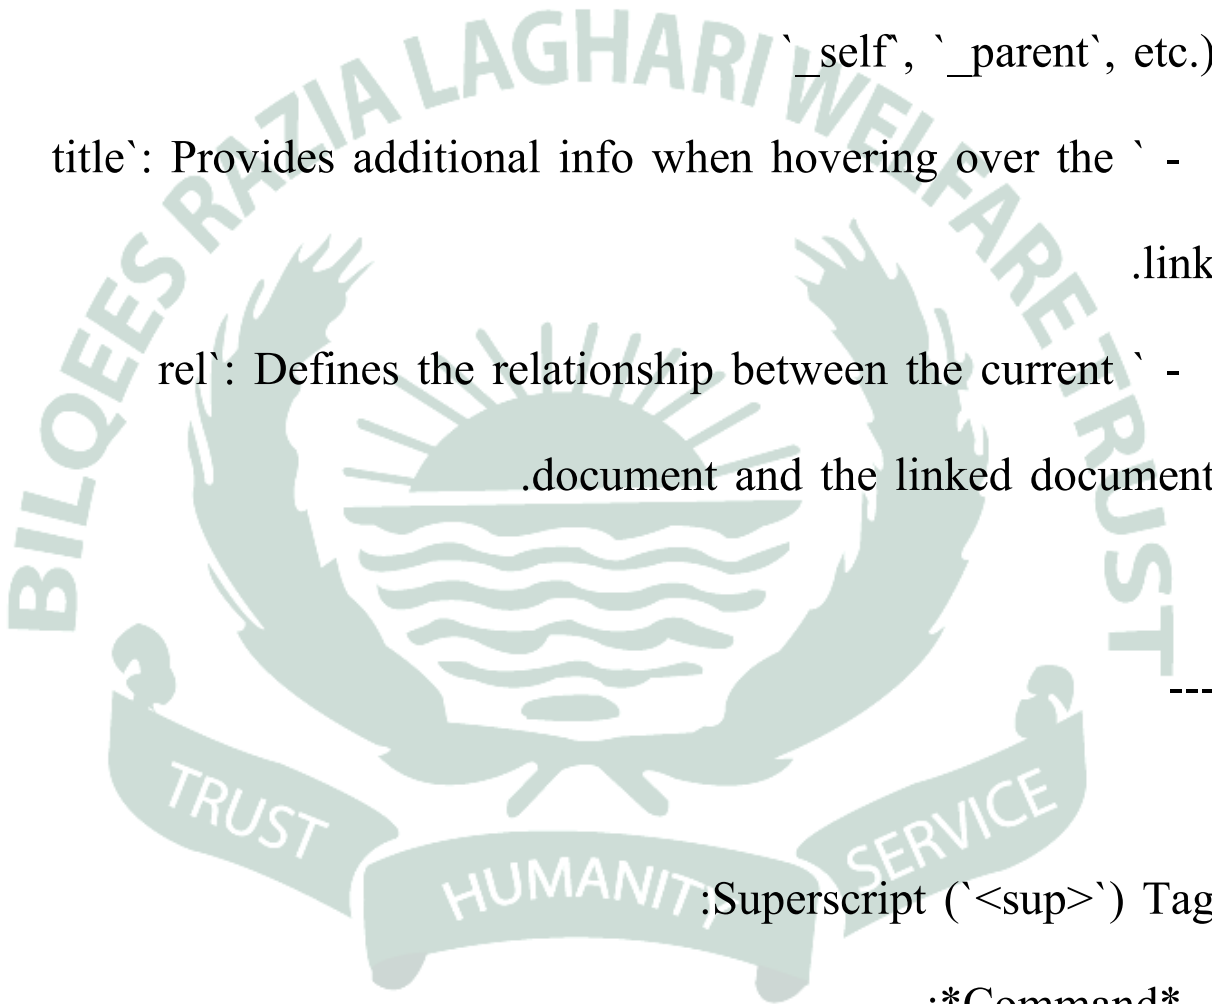 BILQEES RAZIA LAGHARI WELFARE TRUST
`_self`, `_parent`, etc.)
title`: Provides additional info when hovering over the ` -
.link
rel`: Defines the relationship between the current ` -
.document and the linked document
---
TRUST
HUMANITY
SERVICE
:Superscript (`<sup>`) Tag
:*Command*